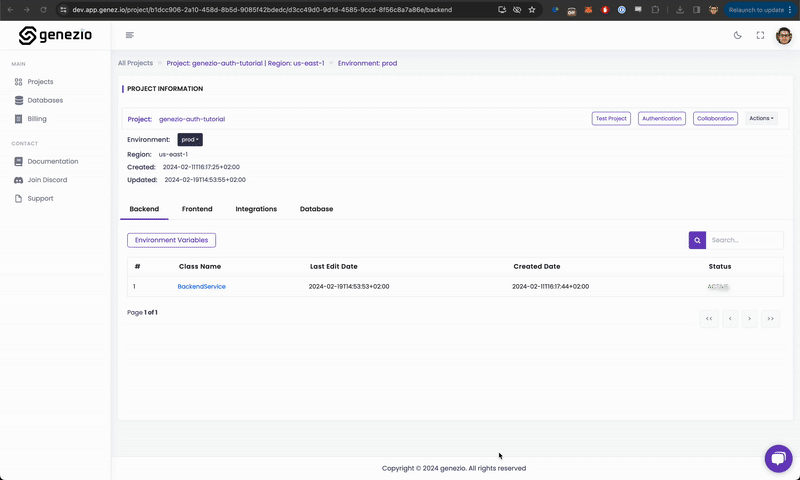 dev.app.genez.io/project/b1dcc906-2a10-458d-8b5d-9085f42bdedc/d3cc49d0-9d1d-4585-9ccd-8f56c8a7a86e/backend
Relaunch to update
genezio
All Projects > Project: genezio-auth-tutorial | Region: us-east-1 > Environment: prod
MAIN
Projects
Databases
Billing
CONTACT
Documentation
Join Discord
Support
PROJECT INFORMATION
Project: genezio-auth-tutorial
Test Project Authentication Collaboration Actions
Environment: prod
Region: us-east-1
Created: 2024-02-11T16:17:25+02:00
Updated: 2024-02-19T14:53:55+02:00
Backend Frontend Integrations Database
Environment Variables
Search...
# Class Name Last Edit Date Created Date Status
1 BackendService 2024-02-19T14:53:53+02:00 2024-02-11T16:17:44+02:00
Page 1 of 1
<< < > >>
Copyright © 2024 genezio. All rights reserved